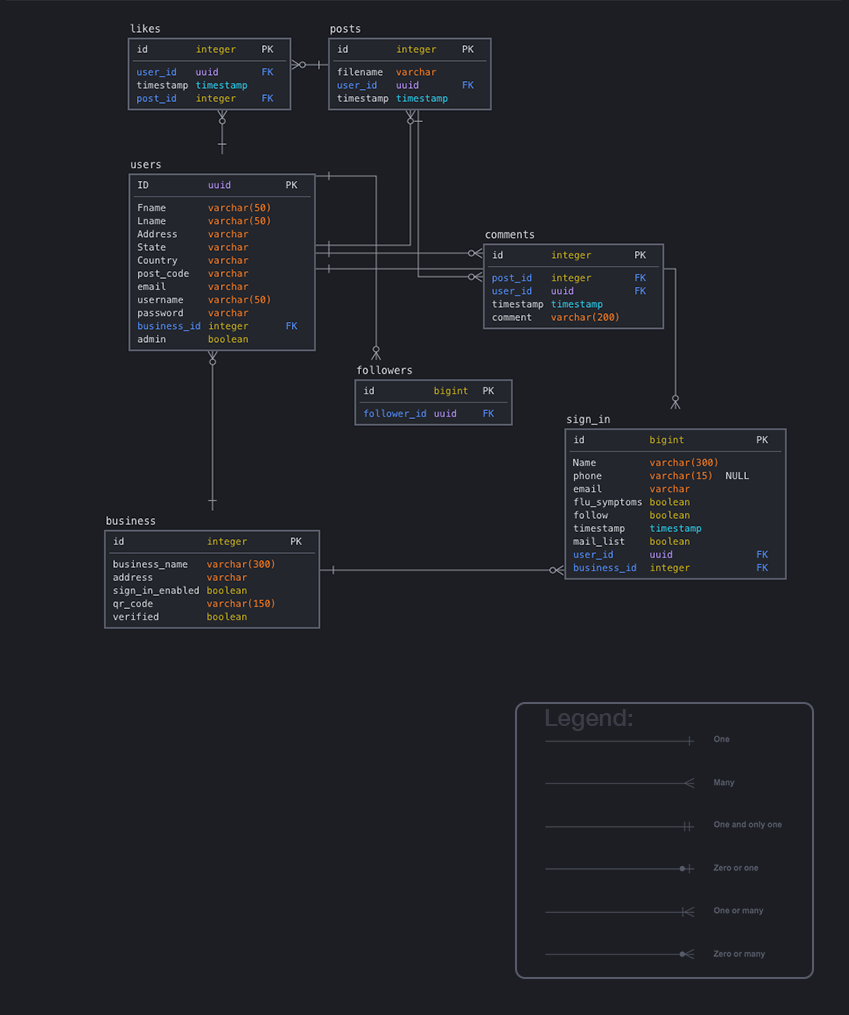 likes
id integer PK
user_id uuid FK
timestamp timestamp
post_id integer FK
posts
id integer PK
filename varchar
user_id uuid FK
timestamp timestamp
users
ID uuid PK
Fname varchar(50)
Lname varchar(50)
Address varchar
State varchar
Country varchar
post_code varchar
email varchar
username varchar(50)
password varchar
business_id integer FK
admin boolean
comments
id integer PK
post_id integer FK
user_id uuid FK
timestamp timestamp
comment varchar(200)
followers
id bigint PK
follower_id uuid FK
sign_in
id bigint PK
Name varchar(300)
phone varchar(15) NULL
email varchar
flu_symptoms boolean
follow boolean
timestamp timestamp
mail_list boolean
user_id uuid FK
business_id integer FK
business
id integer PK
business_name varchar(300)
address varchar
sign_in_enabled boolean
qr_code varchar(150)
verified boolean
Legend:
One
Many
One and only one
Zero or one
One or many
Zero or many